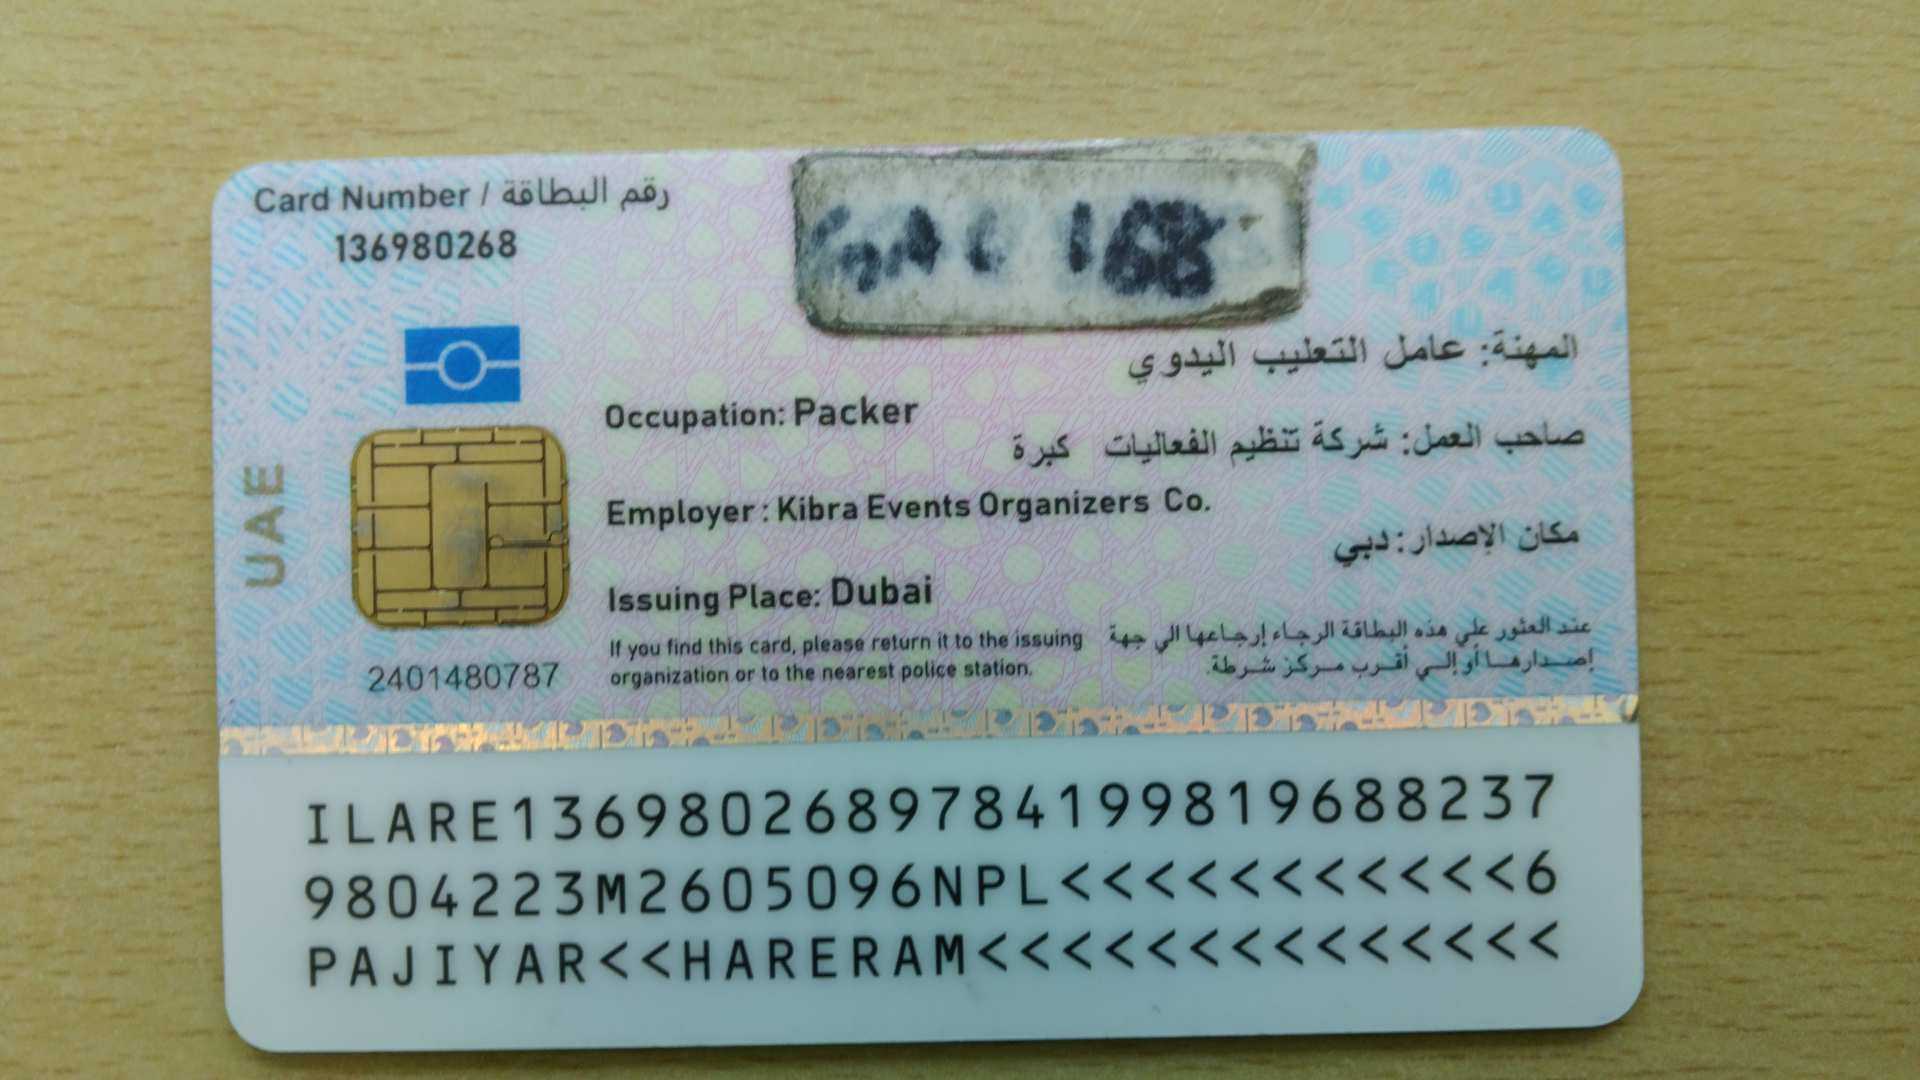 Card Number / رقم البطاقة
136980268
المهنة: عامل التعليب اليدوي
Occupation: Packer
صاحب العمل: شركة تنظيم الفعاليات كبرة
Employer: Kibra Events Organizers Co.
مكان الإصدار: دبي
Issuing Place: Dubai
UAE
If you find this card, please return it to the issuing
organization or to the nearest police station.
عند العثور علي هذه البطاقة الرجاء إرجاعها الي جهة
إصدارها أو إلي أقرب مركز شرطة.
2401480787
ILARE1369802689784199819688237
9804223M2605096NPL<<<<<<<<<<<6
PAJIYAR<<HARERAM<<<<<<<<<<<<<<